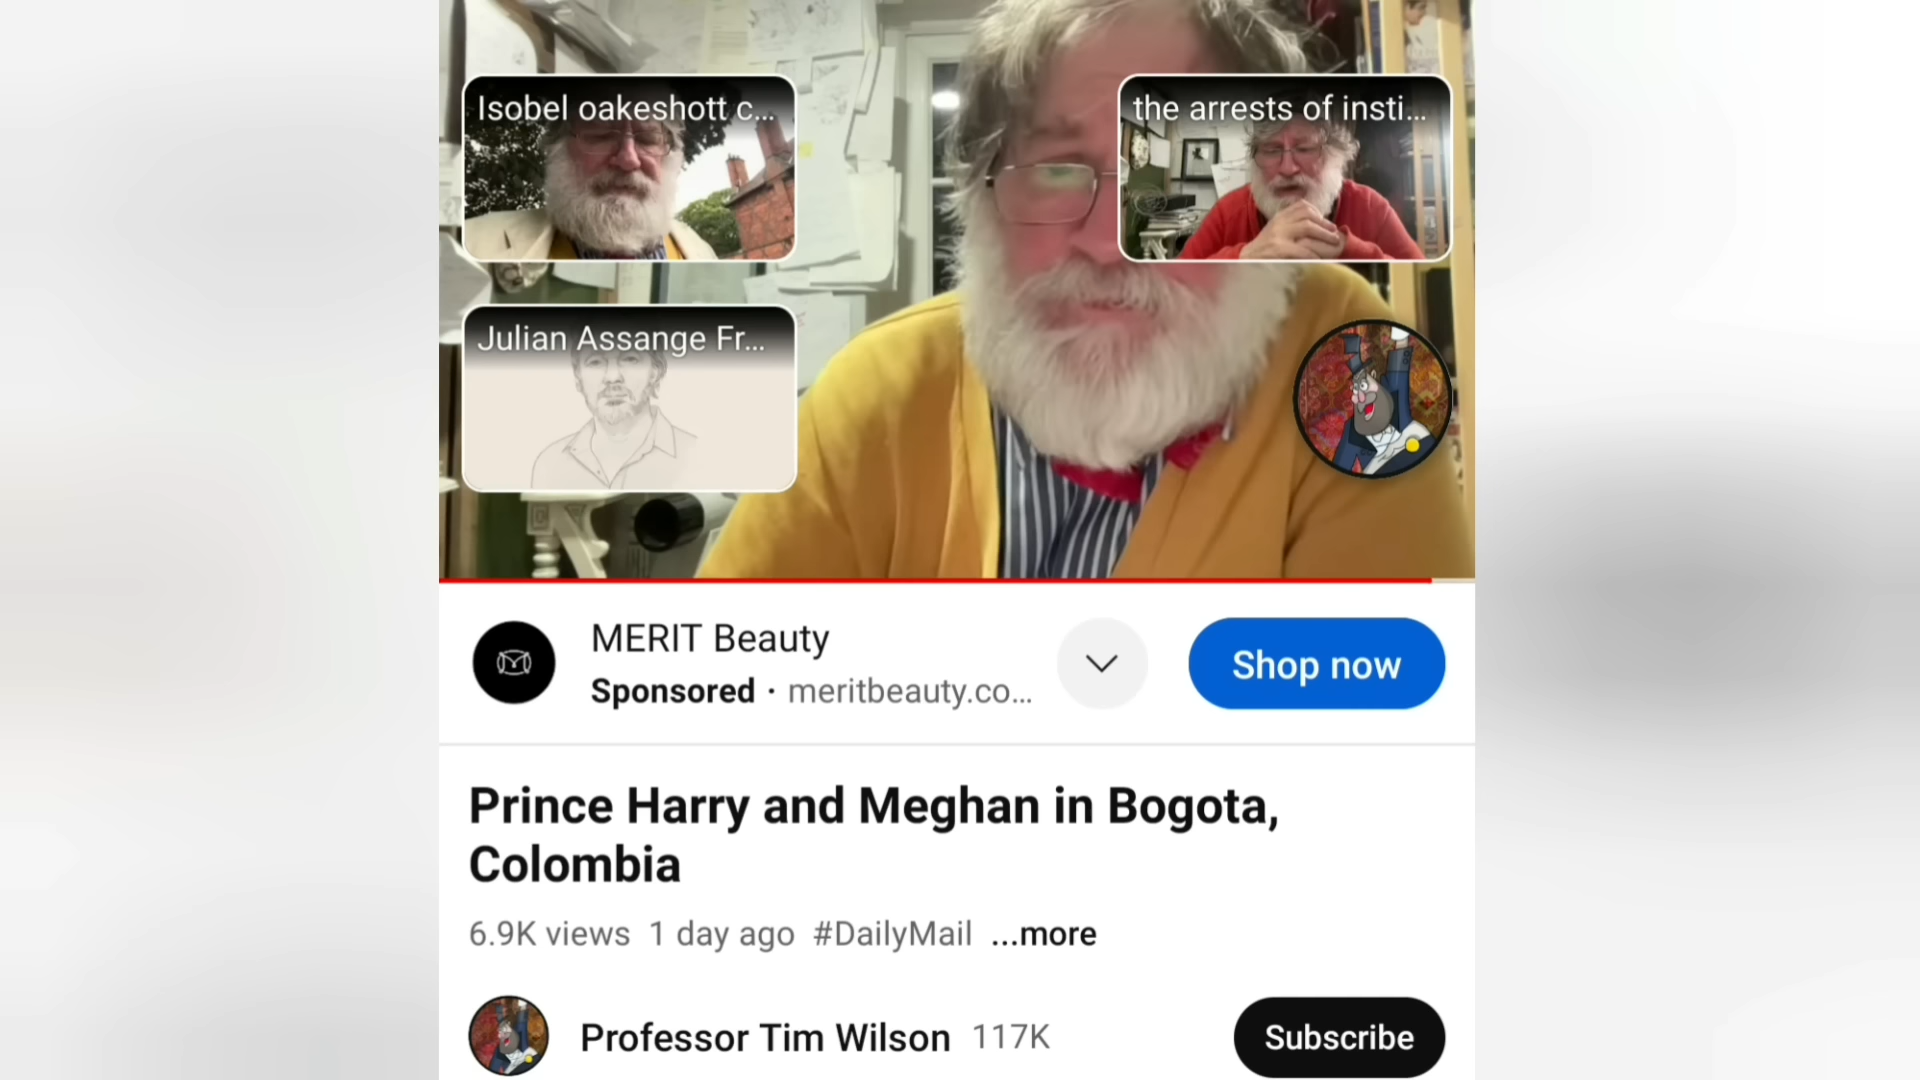 Isobel oakeshott c...
the arrests of insti...
Julian Assange Fr...
MERIT Beauty
Sponsored · meritbeauty.co...
Shop now
Prince Harry and Meghan in Bogota,
Colombia
6.9K views 1 day ago #DailyMail ...more
Professor Tim Wilson 117K
Subscribe